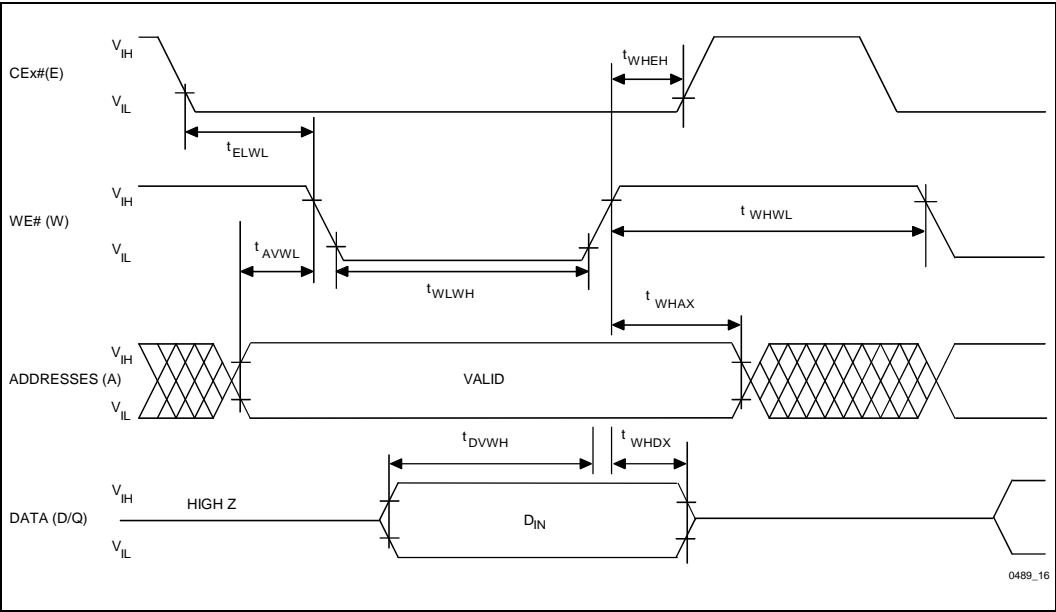 V_IH
CEx#(E)
V_IL
t_WHEH
t_ELWL
V_IH
WE# (W)
V_IL
t_WHWL
t_AVWL
t_WLWH
t_WHAX
V_IH
ADDRESSES (A)
V_IL
VALID
t_DVWH
t_WHDX
V_IH
HIGH Z
DATA (D/Q)
D_IN
V_IL
0489_16